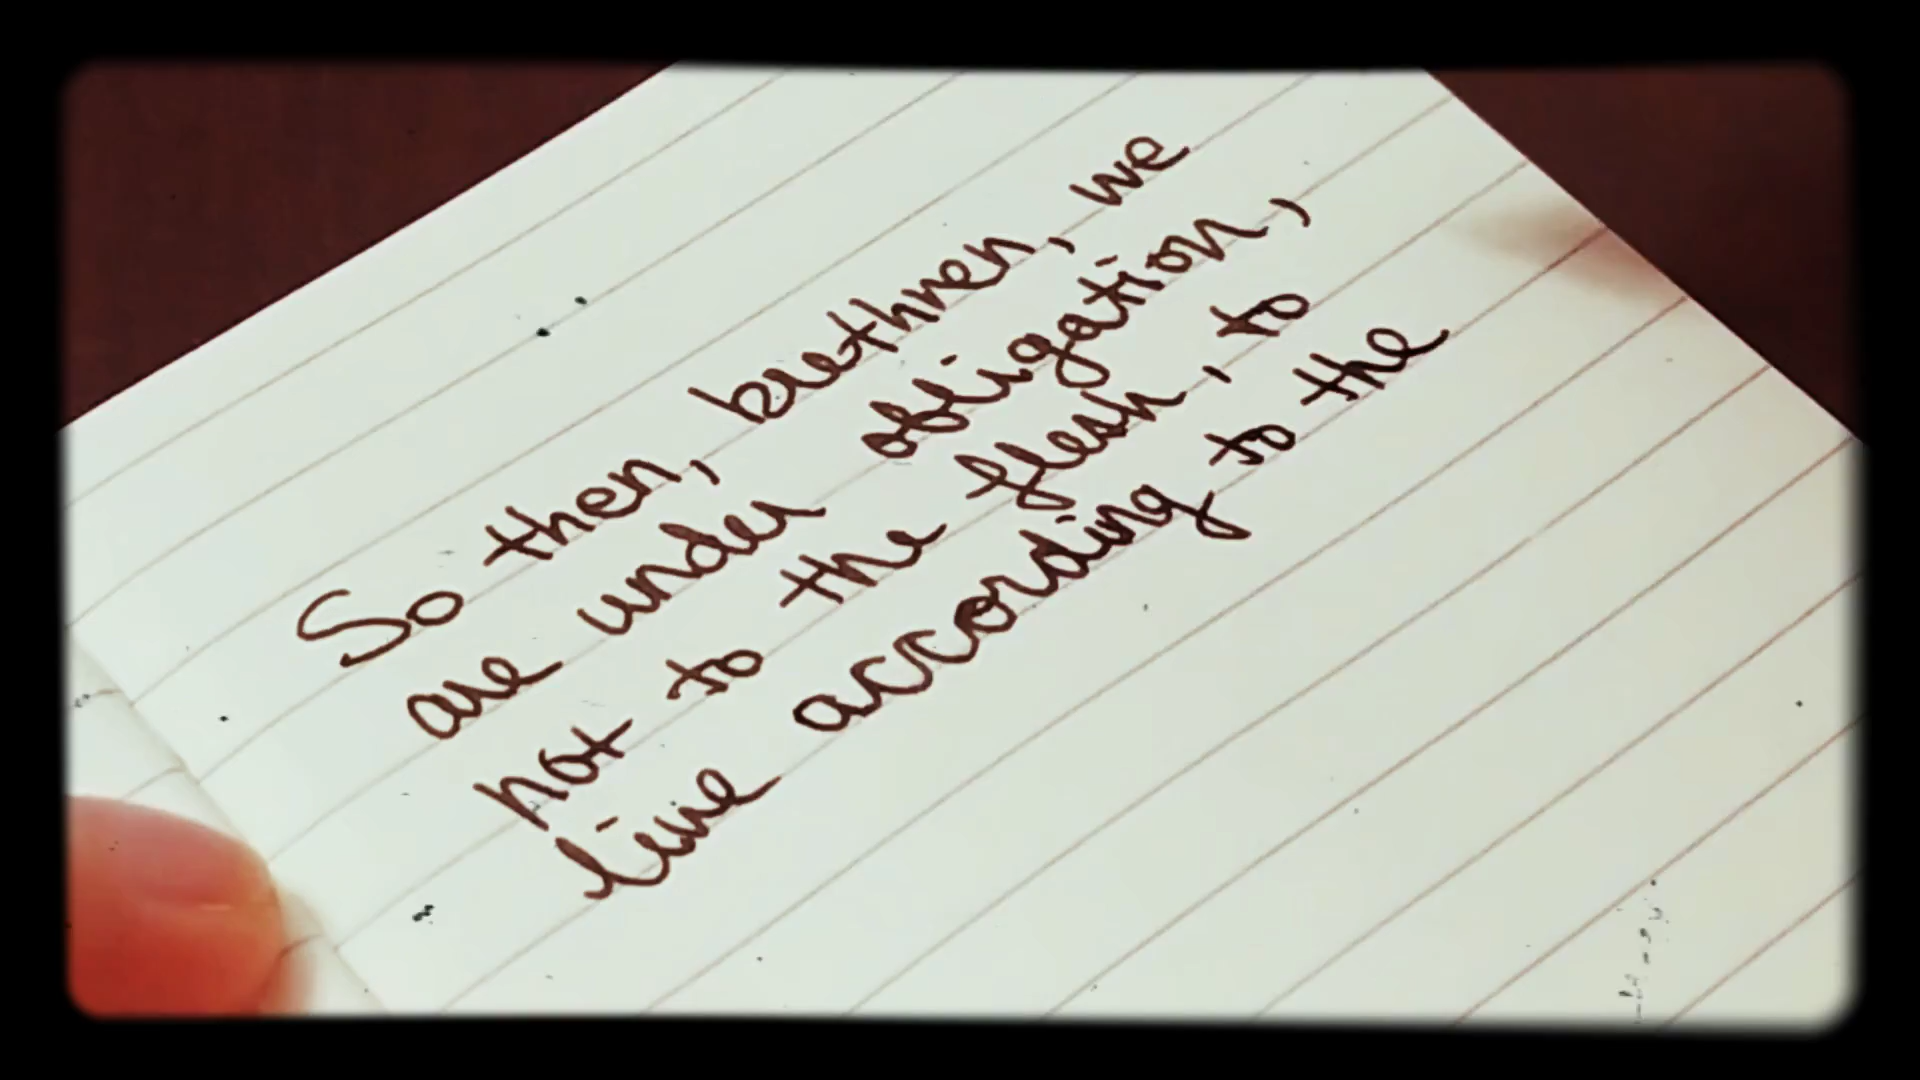 So then, brethren, we
are under obligation,
not to the flesh, to
live according to the